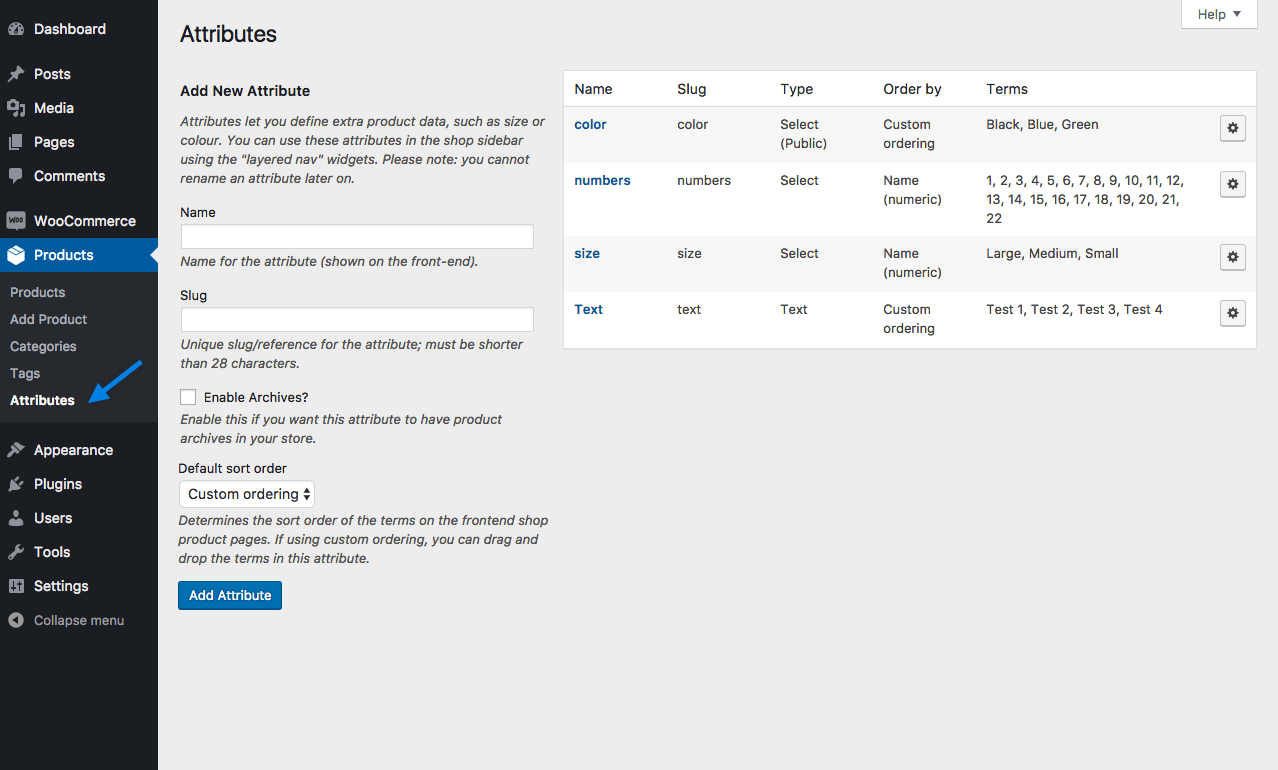 Dashboard
Posts
Media
Pages
Comments
Woo WooCommerce
Products
Products
Add Product
Categories
Tags
Attributes
Appearance
Plugins
Users
Tools
Settings
Collapse menu
Help
Attributes
Add New Attribute
Attributes let you define extra product data, such as size or
colour. You can use these attributes in the shop sidebar
using the "layered nav" widgets. Please note: you cannot
rename an attribute later on.
Name
Name for the attribute (shown on the front-end).
Slug
Unique slug/reference for the attribute; must be shorter
than 28 characters.
Enable Archives?
Enable this if you want this attribute to have product
archives in your store.
Default sort order
Custom ordering
Determines the sort order of the terms on the frontend shop
product pages. If using custom ordering, you can drag and
drop the terms in this attribute.
Add Attribute
Name Slug Type Order by Terms
color color Select Custom Black, Blue, Green
(Public) ordering
numbers numbers Select Name 1, 2, 3, 4, 5, 6, 7, 8, 9, 10, 11, 12,
(numeric) 13, 14, 15, 16, 17, 18, 19, 20, 21,
22
size size Select Name Large, Medium, Small
(numeric)
Text text Text Custom Test 1, Test 2, Test 3, Test 4
ordering